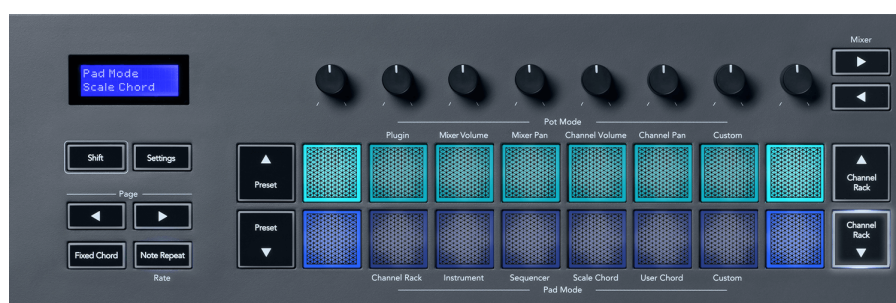 Mixer
Pad Mode
Scale Chord
Pot Mode
Plugin
Mixer Volume
Mixer Pan
Channel Volume
Channel Pan
Custom
Shift
Settings
Preset
Channel
Rack
Page
Preset
Channel
Rack
Fixed Chord
Note Repeat
Rate
Channel Rack
Instrument
Sequencer
Scale Chord
User Chord
Custom
Pad Mode